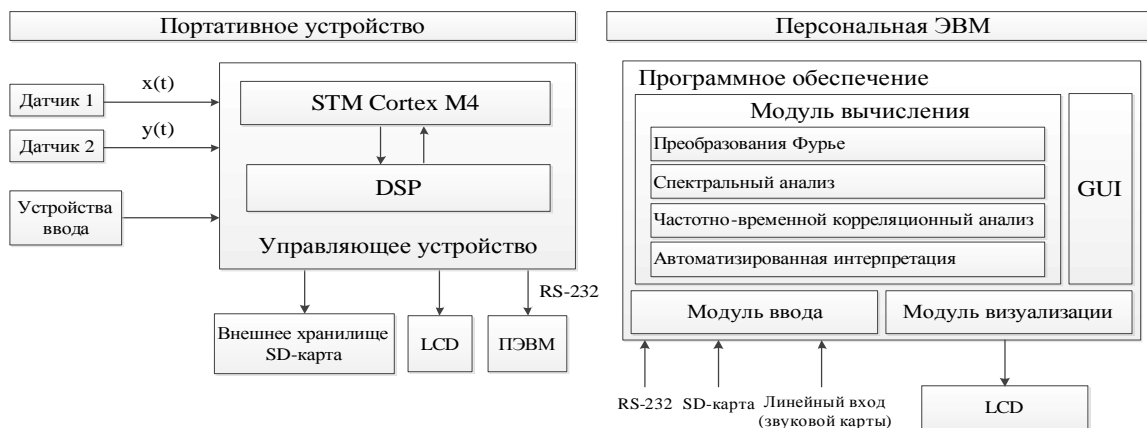 Портативное устройство
Датчик 1
x(t)
Датчик 2
y(t)
Устройства
ввода
STM Cortex M4
DSP
Управляющее устройство
RS-232
Внешнее хранилище
SD-карта
LCD
ПЭВМ
Персональная ЭВМ
Программное обеспечение
Модуль вычисления
Преобразования Фурье
Спектральный анализ
Частотно-временной корреляционный анализ
Автоматизированная интерпретация
GUI
Модуль ввода
Модуль визуализации
RS-232
SD-карта
Линейный вход
(звуковой карты)
LCD